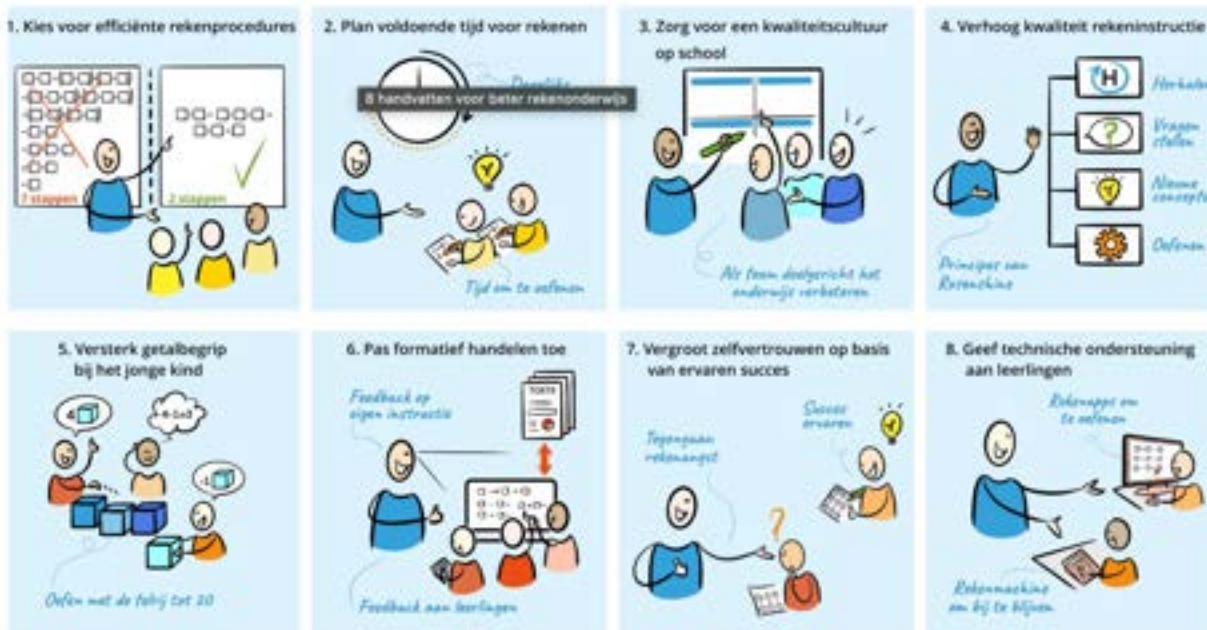 1. Kies voor efficiënte rekenprocedures
7 stappen
2 stappen
2. Plan voldoende tijd voor rekenen
8 handvatten voor beter rekenonderwijs
Tijd om te oefenen
3. Zorg voor een kwaliteitscultuur
op school
Als team doelgericht het
onderwijs verbeteren
4. Verhoog kwaliteit rekeninstructie
H
Herhalen
?
Vragen
stellen
Nieuwe
concepten
Oefenen
Principes van
Rosenshine
5. Versterk getalbegrip
bij het jonge kind
4
4-1=3
-1
Oefen met de telrij tot 20
6. Pas formatief handelen toe
Feedback op
eigen instructie
TOETS
Feedback aan leerlingen
7. Vergroot zelfvertrouwen op basis
van ervaren succes
Succes
ervaren
Tegengaan
rekenangst
?
8. Geef technische ondersteuning
aan leerlingen
Rekenapps om
te oefenen
Rekenmachine
om bij te blijven